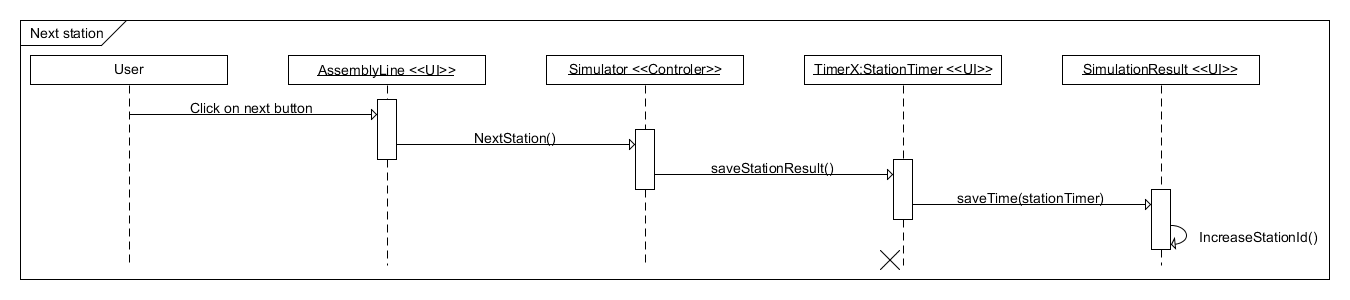 Next station
User
AssemblyLine <<UI>>
Simulator <<Controler>>
TimerX:StationTimer <<UI>>
SimulationResult <<UI>>
Click on next button
NextStation()
saveStationResult()
saveTime(stationTimer)
IncreaseStationId()